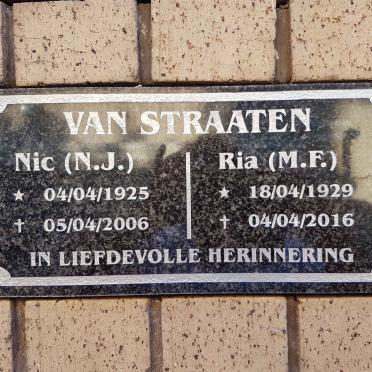 VAN STRAATEN
Nic (N.J.) Ria (M.F.)
★ 04/04/1925 ★ 18/04/1929
† 05/04/2006 † 04/04/2016
IN LIEFDEVOLLE HERINNERING